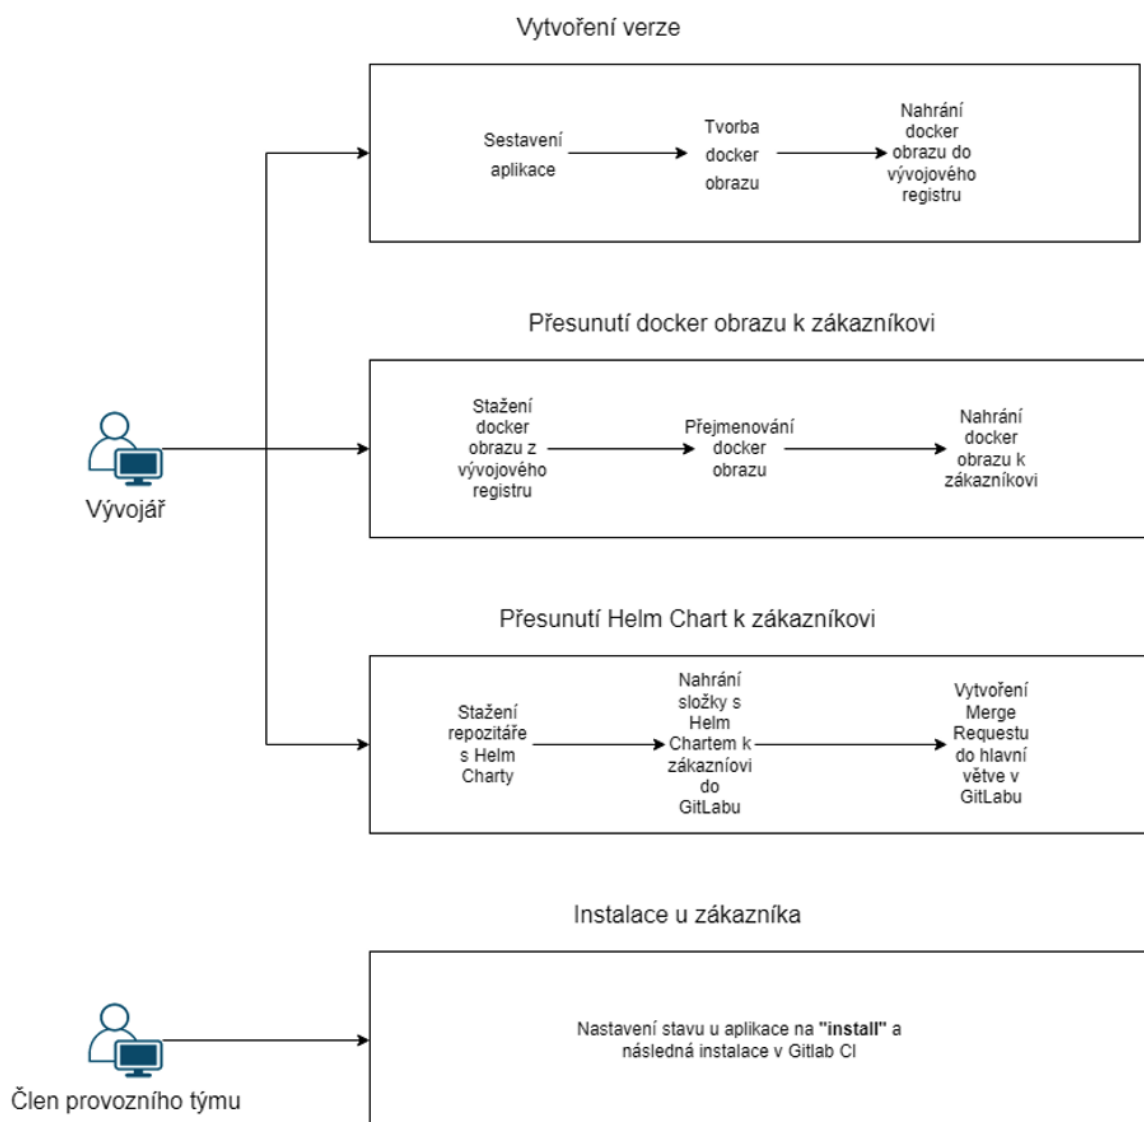 Vytvoření verze
Sestavení
aplikace
Tvorba
docker
obrazu
Nahrání
docker
obrazu do
vývojového
registru
Přesunutí docker obrazu k zákazníkovi
Stažení
docker
obrazu z
vývojového
registru
Přejmenování
docker
obrazu
Nahrání
docker
obrazu k
zákazníkovi
Vývojář
Přesunutí Helm Chart k zákazníkovi
Stažení
repozitáře
s Helm
Charty
Nahrání
složky s
Helm
Chartem k
zákazníovi
do
GitLabu
Vytvoření
Merge
Requestu
do hlavní
větve v
GitLabu
Instalace u zákazníka
Nastavení stavu u aplikace na "install" a
následná instalace v Gitlab CI
Člen provozního týmu